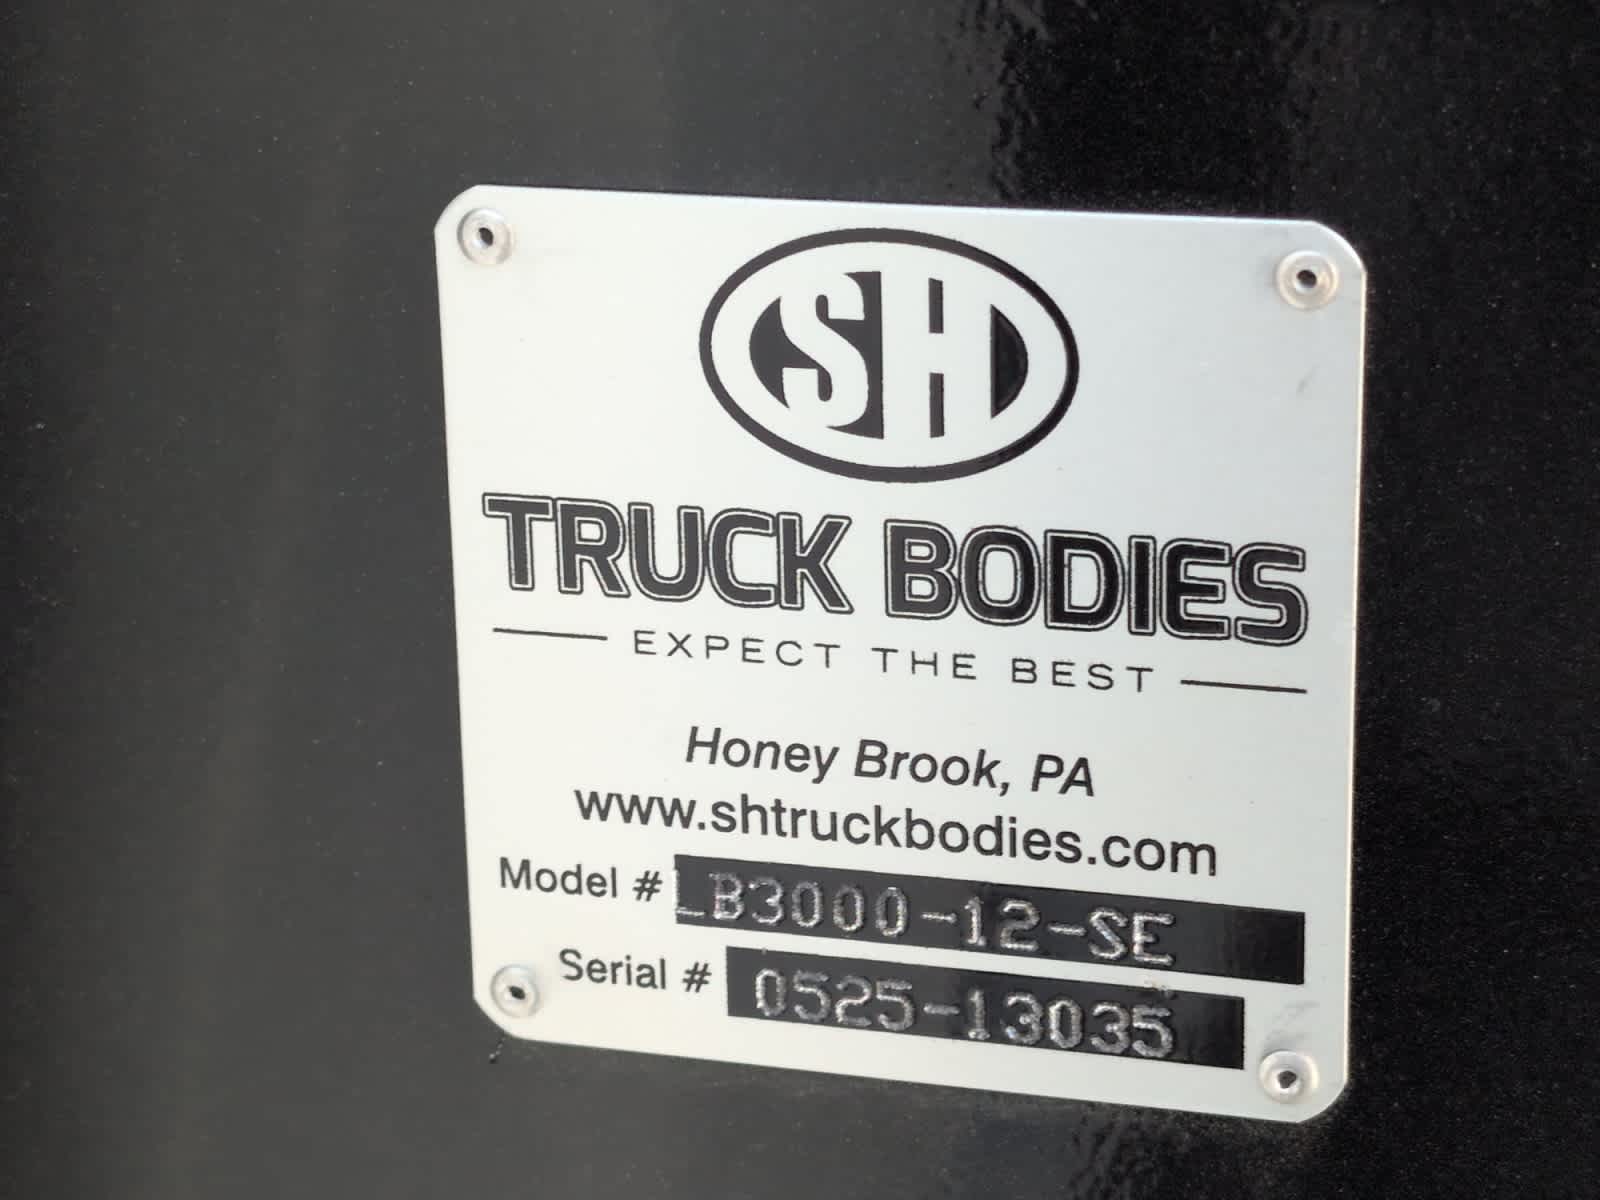 SH
TRUCK BODIES
EXPECT THE BEST
Honey Brook, PA
www.shtruckbodies.com
Model # LB3000-12-SE
Serial # 0525-13035